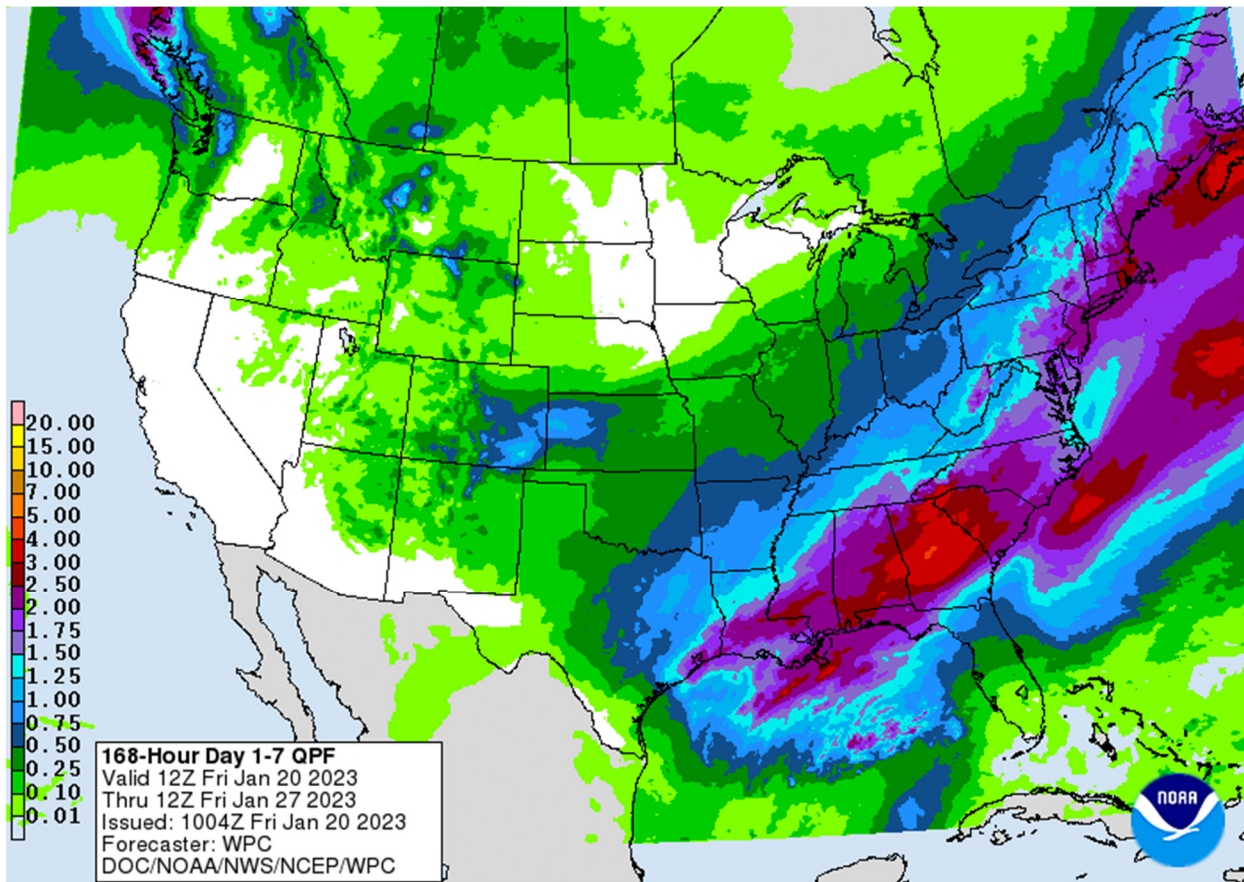 20.00
15.00
10.00
7.00
5.00
4.00
3.00
2.50
2.00
1.75
1.50
1.25
1.00
0.75
0.50
0.25
0.10
0.01
168-Hour Day 1-7 QPF
Valid 12Z Fri Jan 20 2023
Thru 12Z Fri Jan 27 2023
Issued: 1004Z Fri Jan 20 2023
Forecaster: WPC
DOC/NOAA/NWS/NCEP/WPC
NOAA